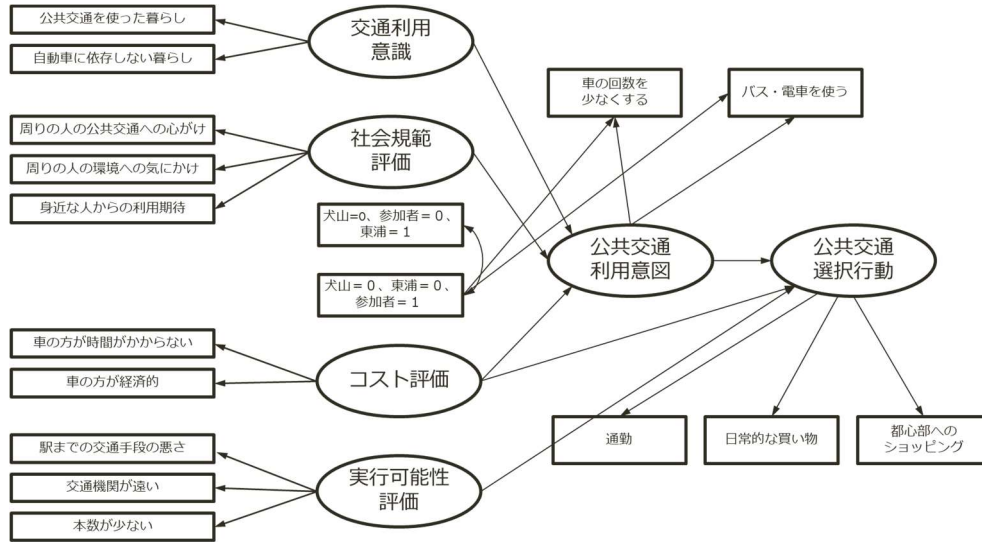 公共交通を使った暮らし
自動車に依存しない暮らし
交通利用
意識
車の回数を
少なくする
バス・電車を使う
周りの人の公共交通への心がけ
周りの人の環境への気にかけ
身近な人からの利用期待
社会規範
評価
犬山=o、参加者＝0、
東浦＝1
犬山＝0、東浦＝0、
参加者＝1
公共交通
利用意図
公共交通
選択行動
車の方が時間がかからない
車の方が経済的
コスト評価
通勤
日常的な買い物
都心部への
ショッピング
駅までの交通手段の悪さ
交通機関が遠い
本数が少ない
実行可能性
評価